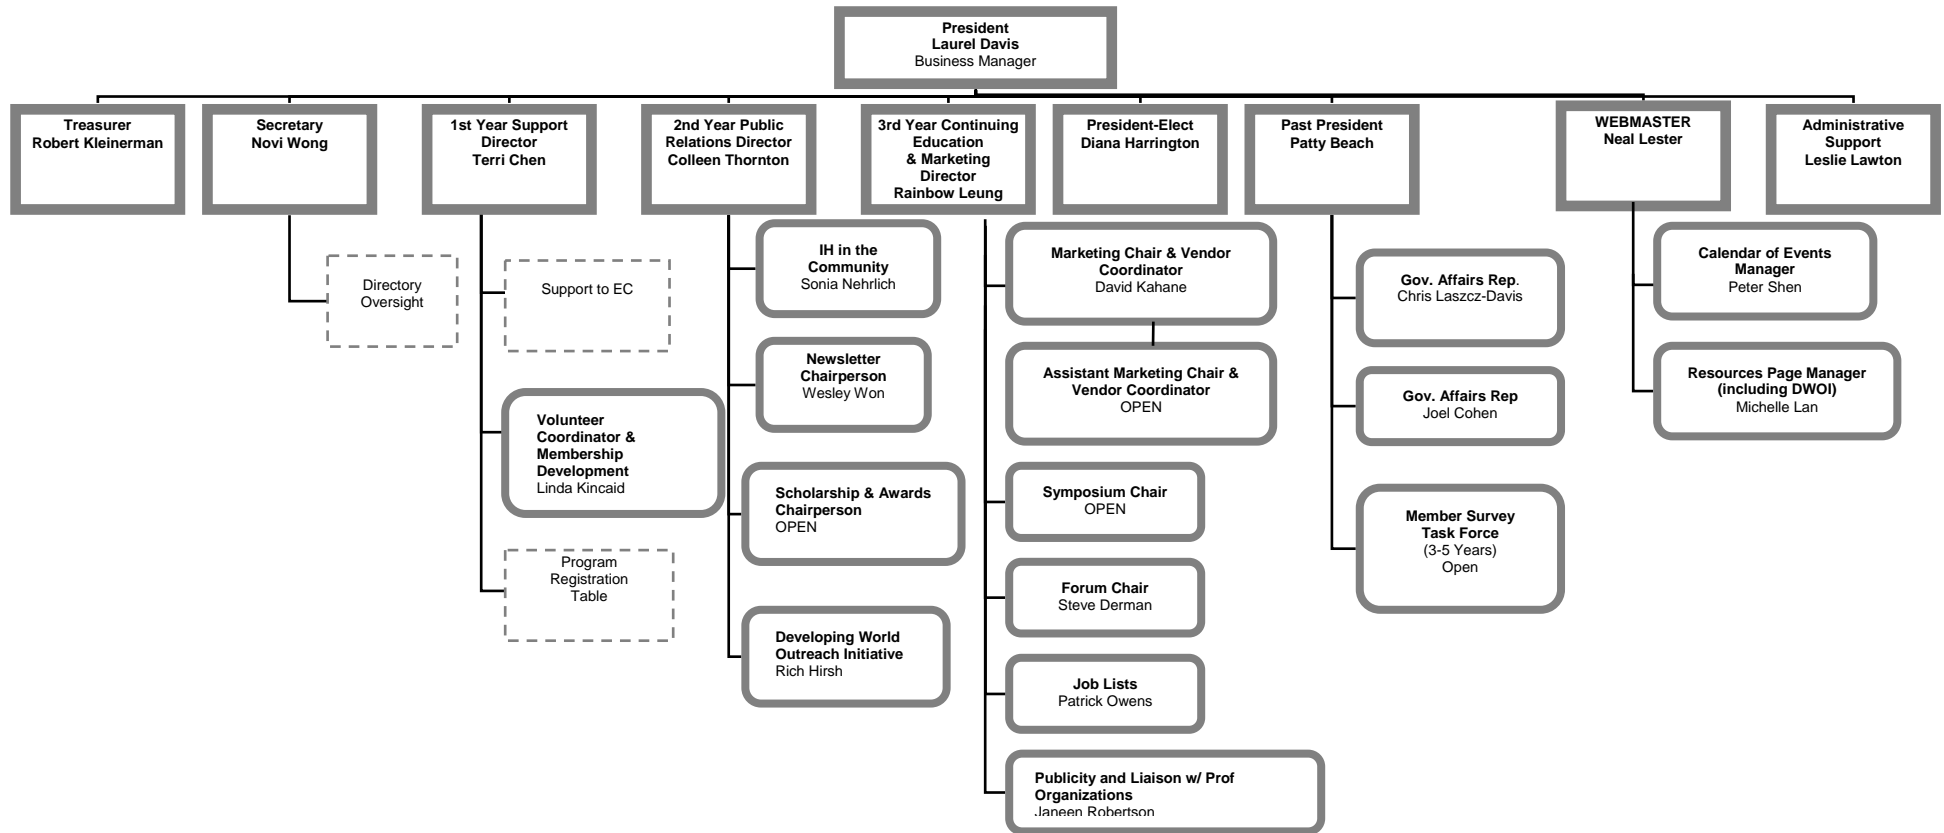 President
Laurel Davis
Business Manager
Treasurer
Robert Kleinerman
Secretary
Novi Wong
1st Year Support
Director
Terri Chen
2nd Year Public
Relations Director
Colleen Thornton
3rd Year Continuing
Education
& Marketing
Director
Rainbow Leung
President-Elect
Diana Harrington
Past President
Patty Beach
WEBMASTER
Neal Lester
Administrative
Support
Leslie Lawton
Directory
Oversight
Support to EC
Volunteer
Coordinator &
Membership
Development
Linda Kincaid
Program
Registration
Table
IH in the
Community
Sonia Nehrlich
Newsletter
Chairperson
Wesley Won
Scholarship & Awards
Chairperson
OPEN
Developing World
Outreach Initiative
Rich Hirsh
Marketing Chair & Vendor
Coordinator
David Kahane
Assistant Marketing Chair &
Vendor Coordinator
OPEN
Symposium Chair
OPEN
Forum Chair
Steve Derman
Job Lists
Patrick Owens
Publicity and Liaison w/ Prof
Organizations
Janeen Robertson
Gov. Affairs Rep.
Chris Laszcz-Davis
Gov. Affairs Rep
Joel Cohen
Member Survey
Task Force
(3-5 Years)
Open
Calendar of Events
Manager
Peter Shen
Resources Page Manager
(including DWOI)
Michelle Lan